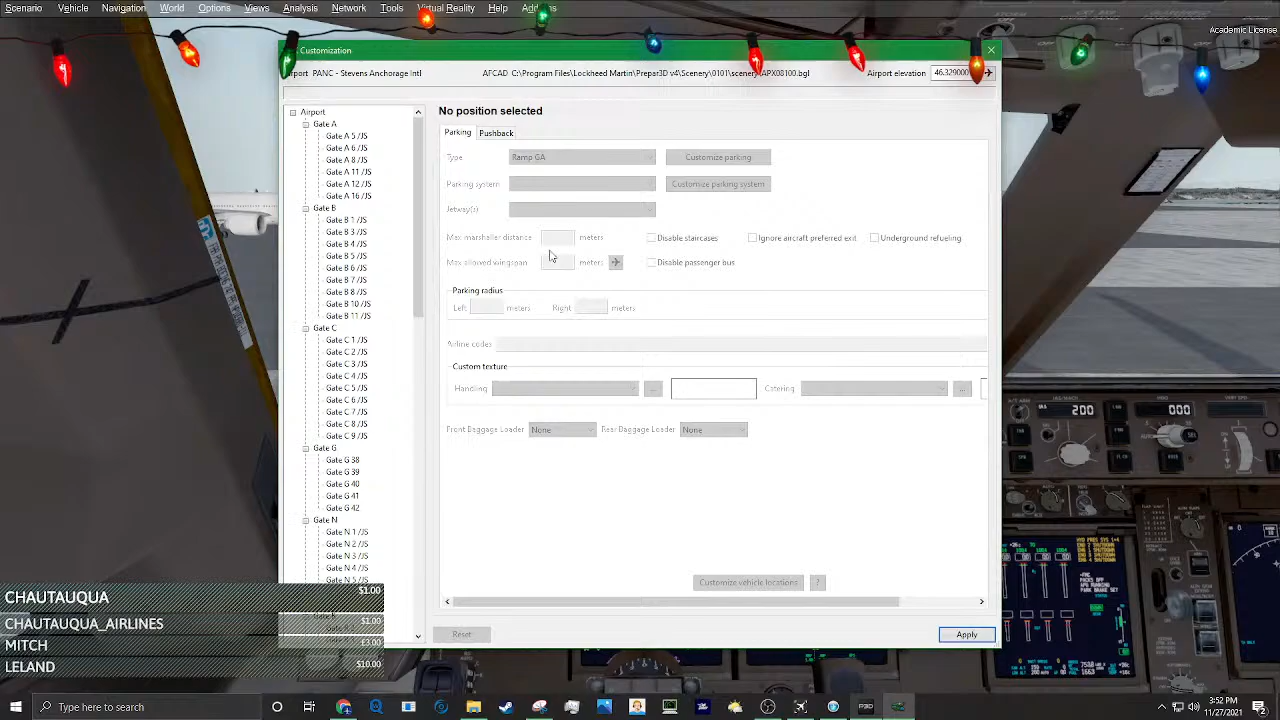 Scenario Vehicle Navigation World Options Views Analysis Network Tools Virtual Reality Help
Academic License
Customization
PANC - Stevens Anchorage Intl
AFCAD C:\Program Files\Lockheed Martin\Prepar3D v4\Scenery\0101\scenery\APX08100.bgl
Airport elevation 46.329000
Airport
Gate A
Gate A 5 /JS
Gate A 6 /JS
Gate A 8 /JS
Gate A 11 /JS
Gate A 12 /JS
Gate A 16 /JS
Gate B
Gate B 1 /JS
Gate B 3 /JS
Gate B 4 /JS
Gate B 5 /JS
Gate B 6 /JS
Gate B 7 /JS
Gate B 8 /JS
Gate B 10 /JS
Gate B 11 /JS
Gate C
Gate C 1 /JS
Gate C 2 /JS
Gate C 3 /JS
Gate C 4 /JS
Gate C 5 /JS
Gate C 6 /JS
Gate C 7 /JS
Gate C 8 /JS
Gate C 9 /JS
Gate G
Gate G 38
Gate G 39
Gate G 40
Gate G 41
Gate G 42
Gate N
Gate N 1 /JS
Gate N 2 /JS
Gate N 3 /JS
Gate N 4 /JS
Gate N 5 /JS
No position selected
Parking Pushback
Type Ramp GA Customize parking
Parking system Customize parking system
Jetway(s)
Max marshaller distance meters Disable staircases Ignore aircraft preferred exit Underground refueling
Max allowed wingspan meters Disable passenger bus
Parking radius
Left meters Right meters
Airline codes
Custom texture
Handling ... Catering ...
Front Baggage Loader None Rear Baggage Loader None
Customize vehicle locations ?
Reset Apply
$1.00
CHAUTAUQUA_AIRLINES $1.00
MITCH £3.00
LELAND $10.00
200 000
Type here to search
P3D
3:52 PM
11/27/2021